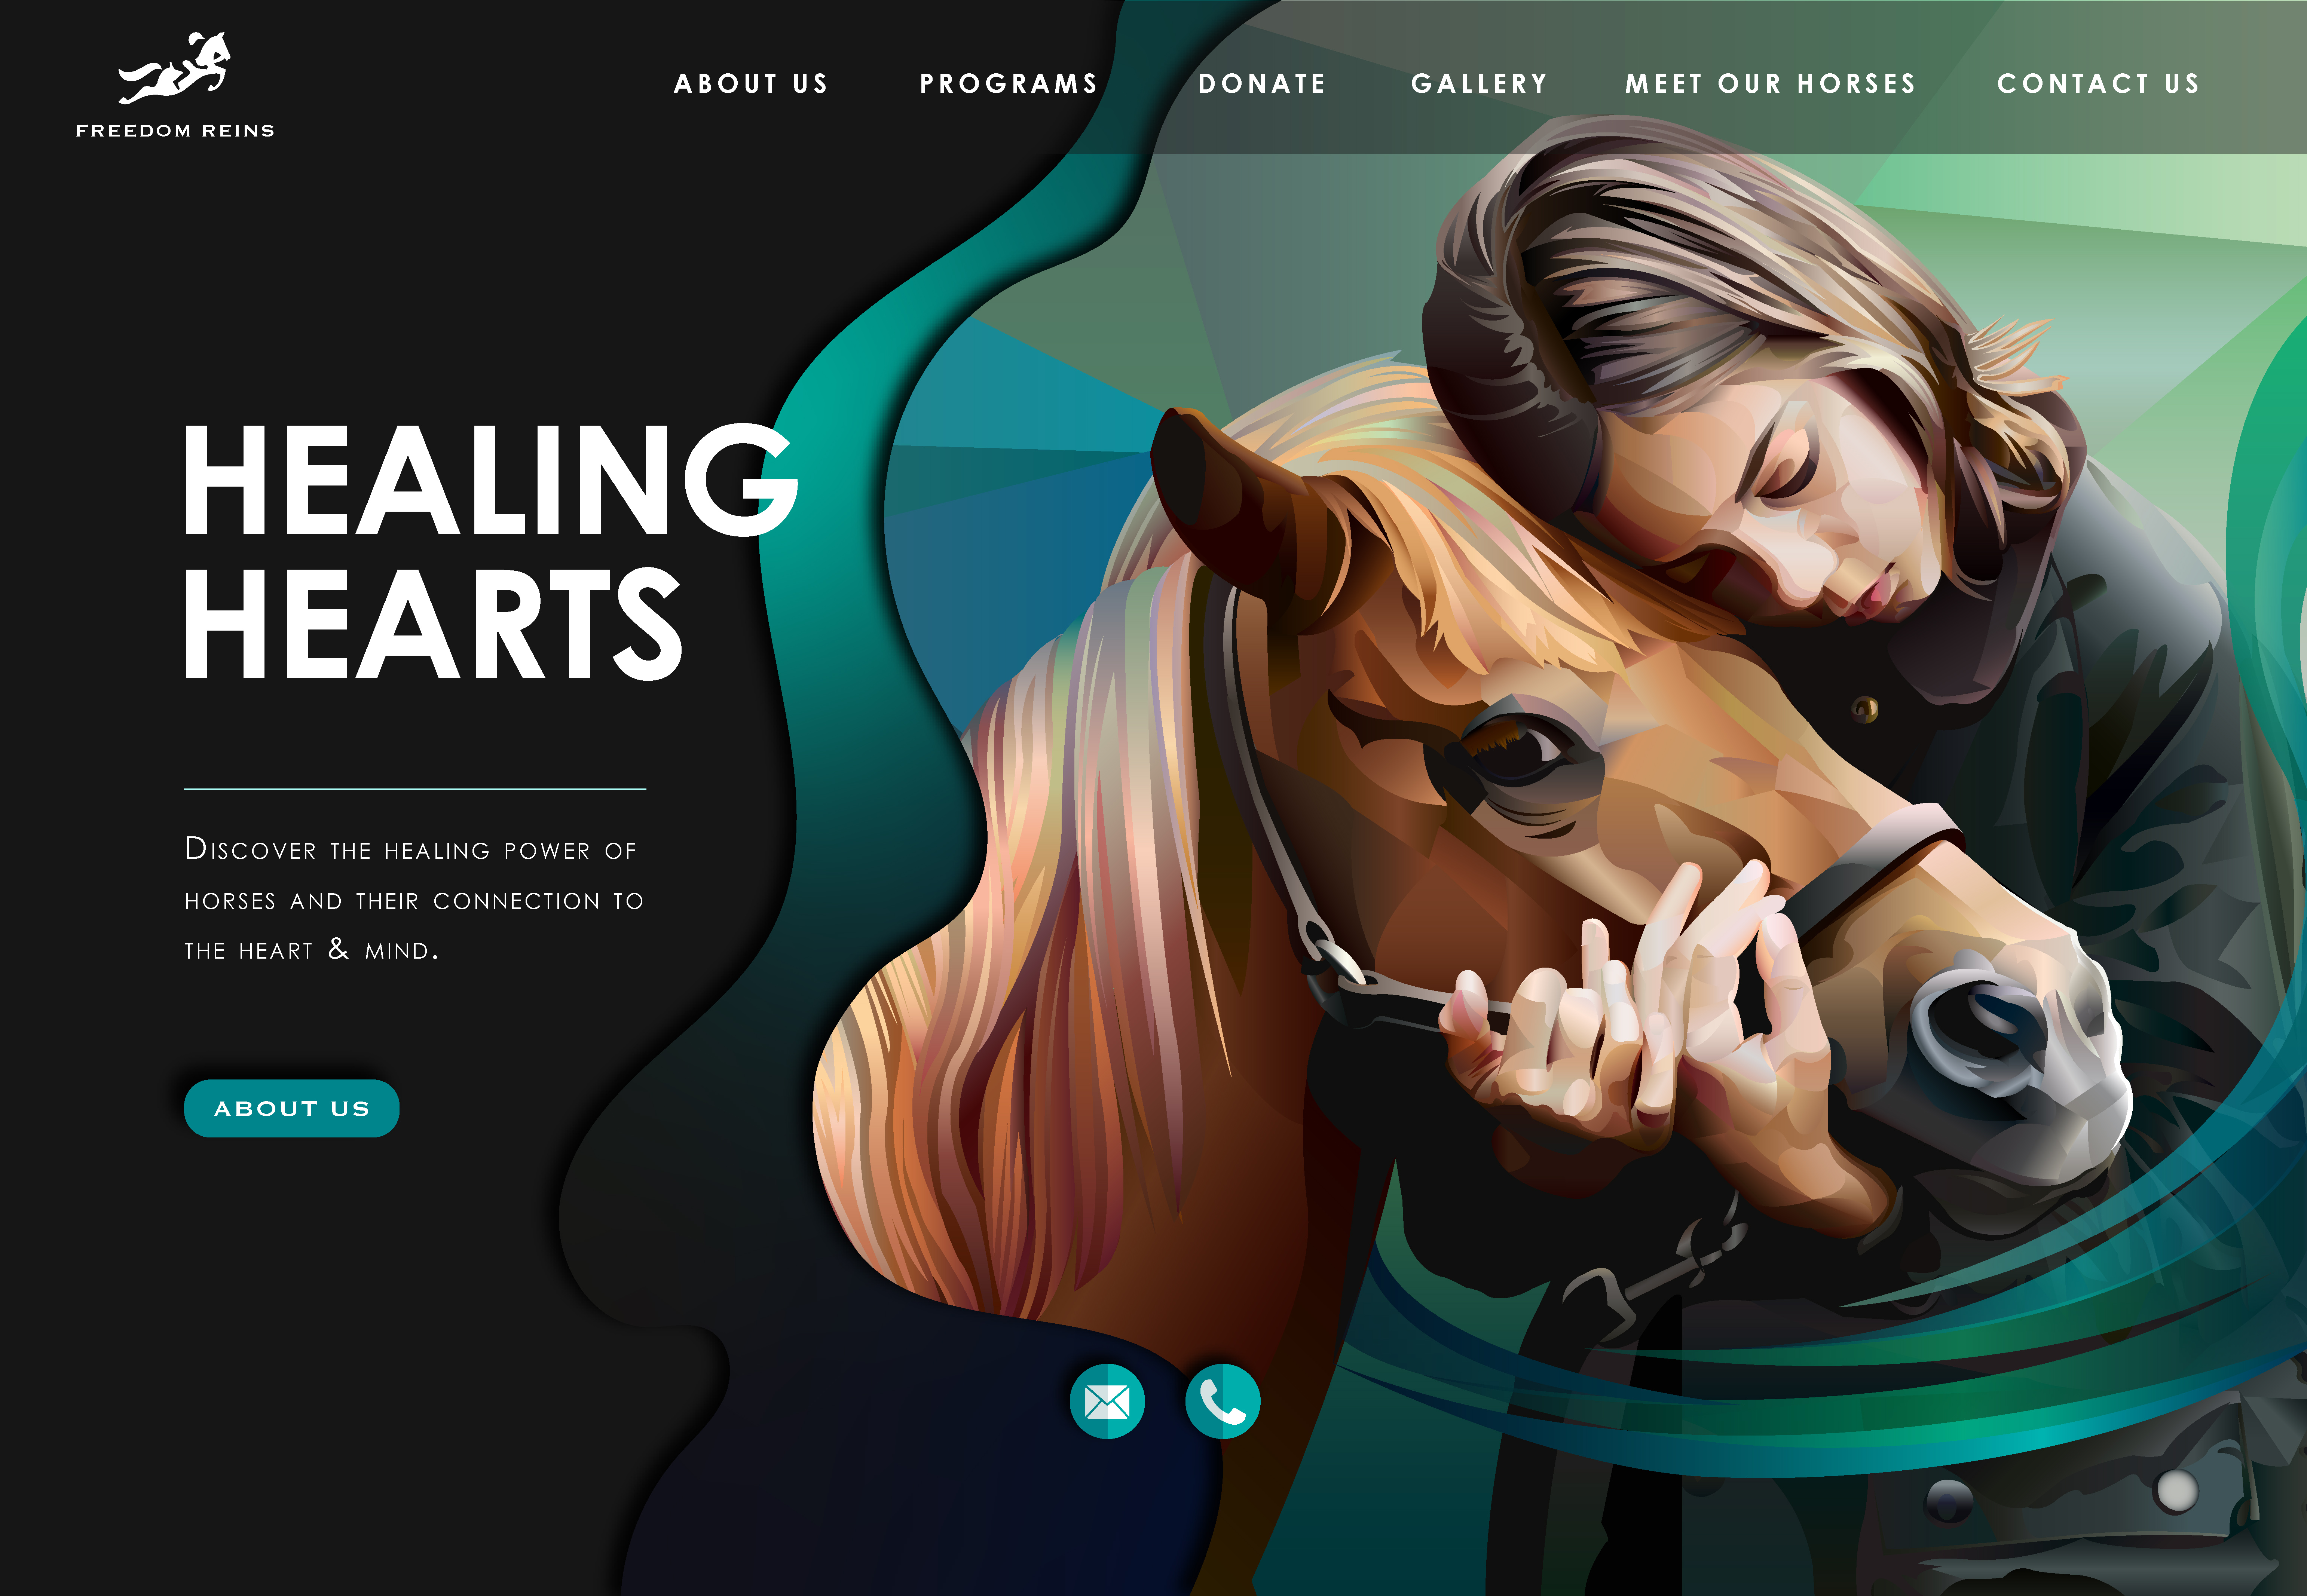 FREEDOM REINS
ABOUT US
PROGRAMS
DONATE
GALLERY
MEET OUR HORSES
CONTACT US
HEALING
HEARTS
DISCOVER THE HEALING POWER OF
HORSES AND THEIR CONNECTION TO
THE HEART & MIND.
ABOUT US